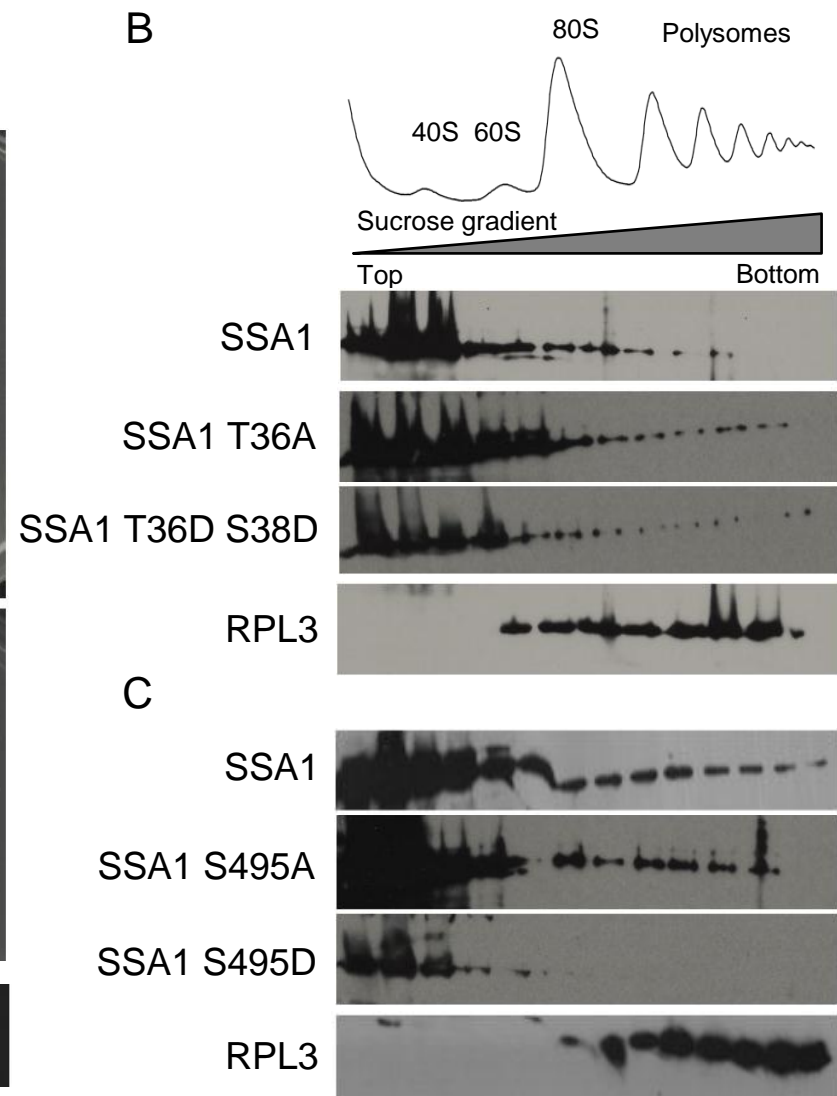 B
80S Polysomes
40S 60S
Sucrose gradient
Top Bottom
SSA1
SSA1 T36A
SSA1 T36D S38D
RPL3
C
SSA1
SSA1 S495A
SSA1 S495D
RPL3